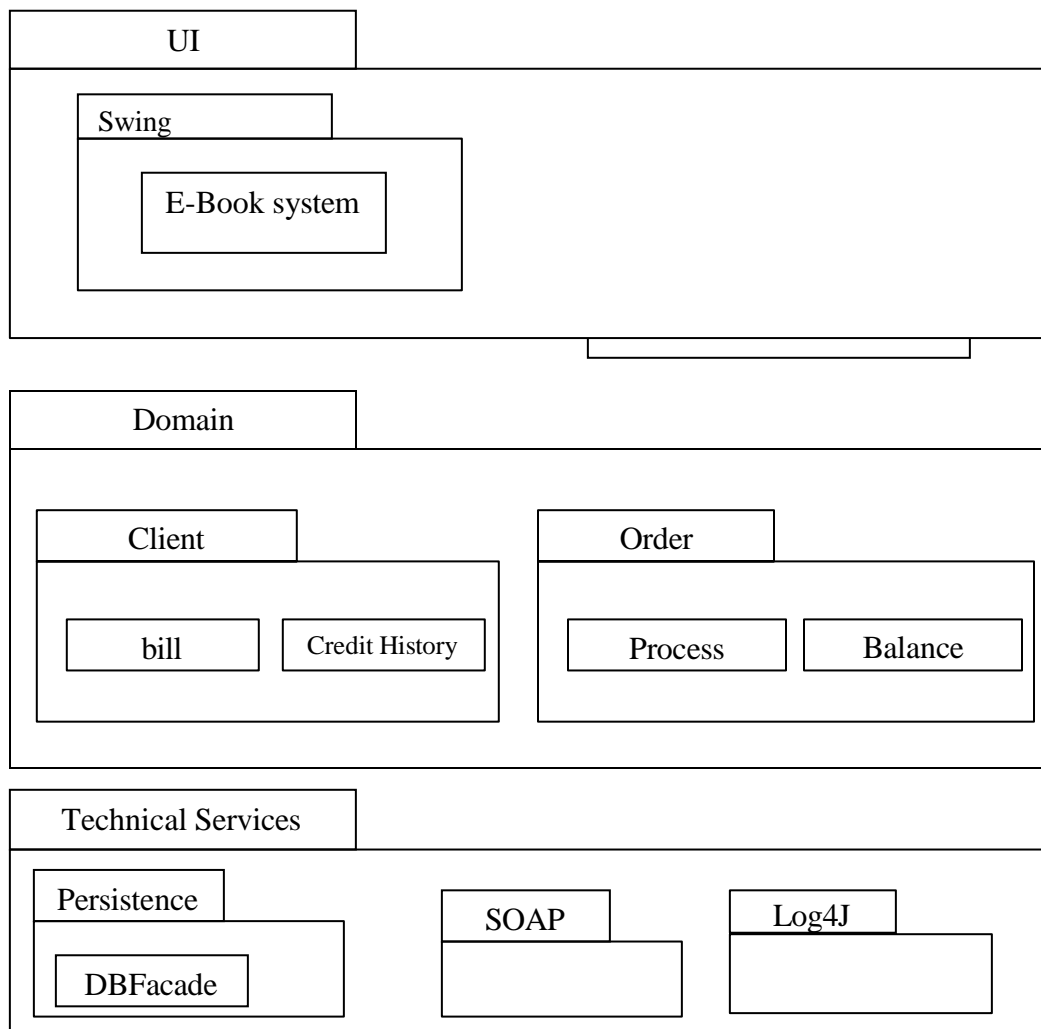 UI
Swing
E-Book system
Domain
Client
Order
bill
Credit History
Process
Balance
Technical Services
Persistence
SOAP
Log4J
DBFacade